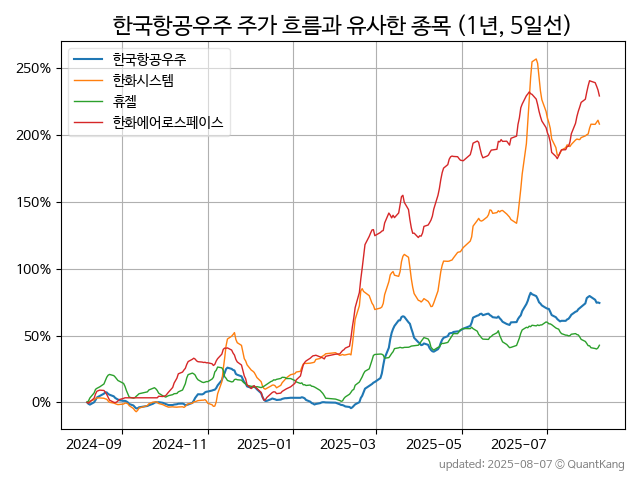 한국항공우주 주가 흐름과 유사한 종목 (1년, 5일선)
한국항공우주
한화시스템
휴젤
한화에어로스페이스
250%
200%
150%
100%
50%
0%
2024-09 2024-11 2025-01 2025-03 2025-05 2025-07
updated: 2025-08-07 © QuantKang